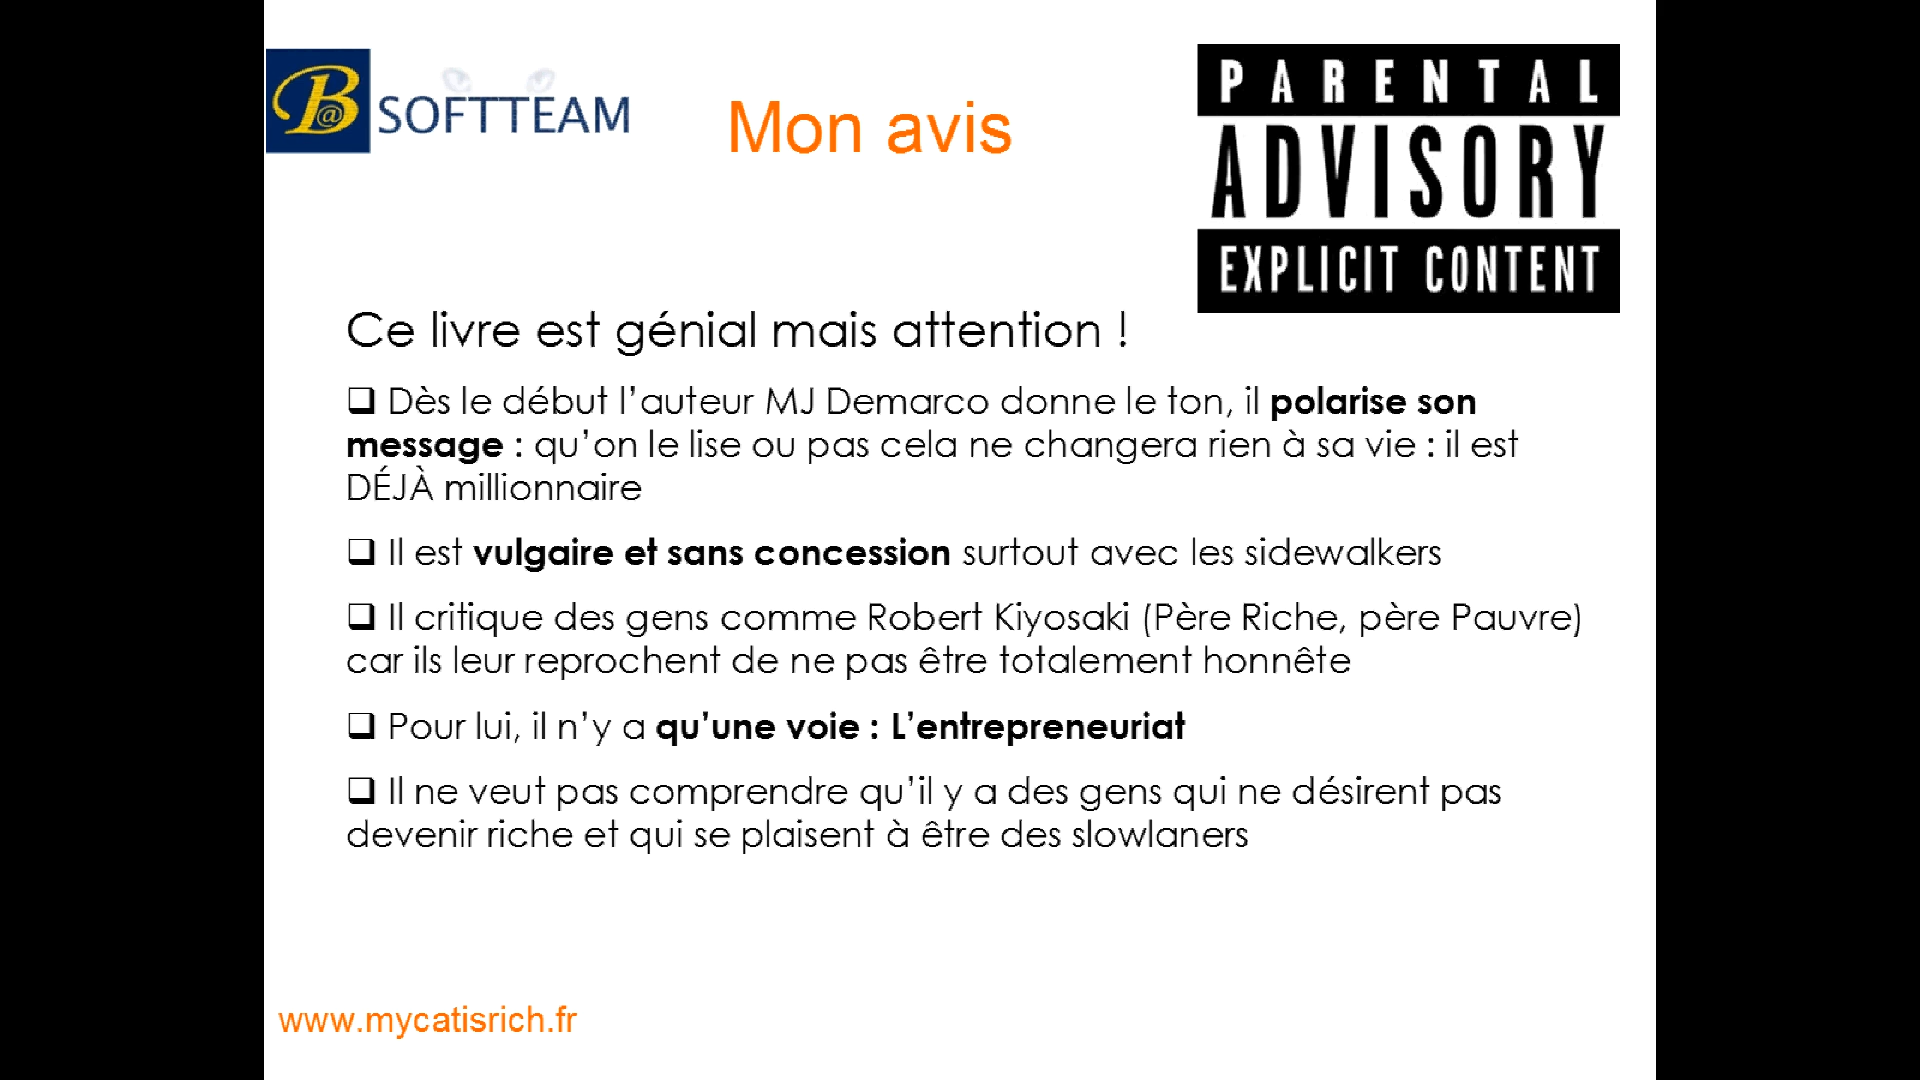 B@ SOFTTEAM
Mon avis
PARENTAL
ADVISORY
EXPLICIT CONTENT
Ce livre est génial mais attention !
❑ Dès le début l’auteur MJ Demarco donne le ton, il polarise son
message : qu’on le lise ou pas cela ne changera rien à sa vie : il est
DÉJÀ millionnaire
❑ Il est vulgaire et sans concession surtout avec les sidewalkers
❑ Il critique des gens comme Robert Kiyosaki (Père Riche, père Pauvre)
car ils leur reprochent de ne pas être totalement honnête
❑ Pour lui, il n’y a qu’une voie : L’entrepreneuriat
❑ Il ne veut pas comprendre qu’il y a des gens qui ne désirent pas
devenir riche et qui se plaisent à être des slowlaners
www.mycatisrich.fr